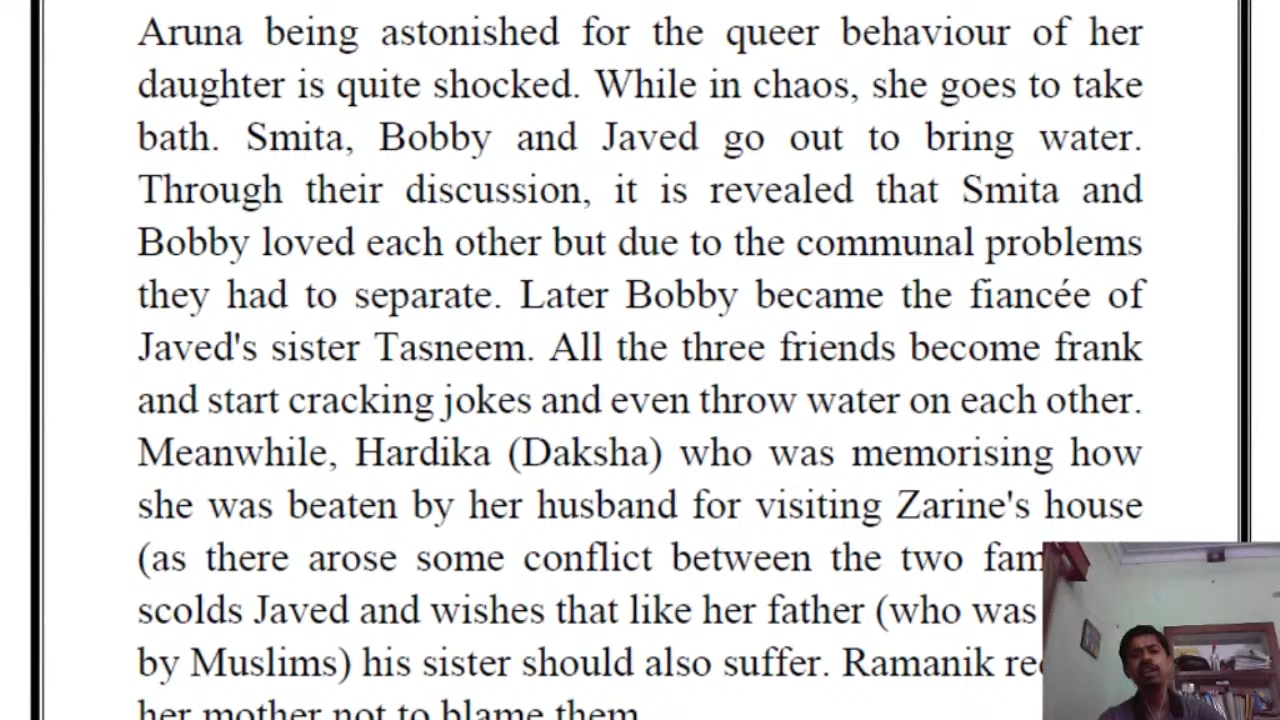 Aruna being astonished for the queer behaviour of her
daughter is quite shocked. While in chaos, she goes to take
bath. Smita, Bobby and Javed go out to bring water.
Through their discussion, it is revealed that Smita and
Bobby loved each other but due to the communal problems
they had to separate. Later Bobby became the fiancée of
Javed's sister Tasneem. All the three friends become frank
and start cracking jokes and even throw water on each other.
Meanwhile, Hardika (Daksha) who was memorising how
she was beaten by her husband for visiting Zarine's house
(as there arose some conflict between the two
scolds Javed and wishes that like her father (who was
by Muslims) his sister should also suffer. Ramanik
her mother not to blame them